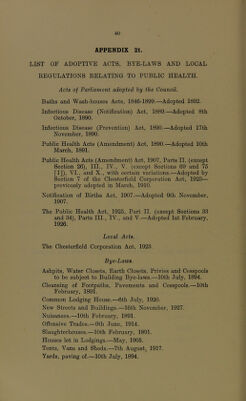 60
APPENDIX 21.
LIST OF ADOPTIVE ACTS, BYE-LAWS AND LOCAL
REGULATIONS RELATING TO PUBLIC HEALTH.
Acts of Parliament adopted by the Council.
Baths and Wash-houses Acts, 1846-1899.—Adopted 1892.
Infectious Disease (Notification) Act, 1889.—Adopted 8th
October, 1890.
Infectious Disease (Prevention) Act, 1890.—Adopted 17th
November, 1890.
Public Health Acts (Amendment) Act, 1890.—Adopted 10th
March, 1891.
Public Health Acts (Amendment) Act, 1907, Parts II. (except
Section 26), III., IV., V. (except Sections 69 and 75
[1]), VI., and X., with certain variations.—Adopted by
Section 7 of the Chesterfield Corporation Act, 1923—
previously adopted in March, 1910.
Notification of Births Act, 1907.—Adopted 9th November,
1907.
The Public Health Act, 1925, Part II. (except Sections 33
and 34), Parts III., IV., and V.—Adopted 1st February,
1926.
Local Acts.
The Chesterfield Corporation Act, 1923.
Bye-Laws.
Ashpits, Water Closets, Earth Closets, Privies and Cesspools
to be subject to Building Bye-laws.—10th July, 1894.
Cleansing of Footpaths, Pavements and Cesspools.—10th
February, 1891.
Common Lodging House.—6th July, 1926.
New Streets and Buildings.—16th November, 1927.
Nuisances.—10th February, 1891.
Offensive Trades.—9th June, 1914.
Slaughterhouses.—10th February, 1891.
Houses let in Lodgings.—May, 1905.
Tents, Vans and Sheds.—7th August, 1917.
Yards, paving of.—10th July, 1894.